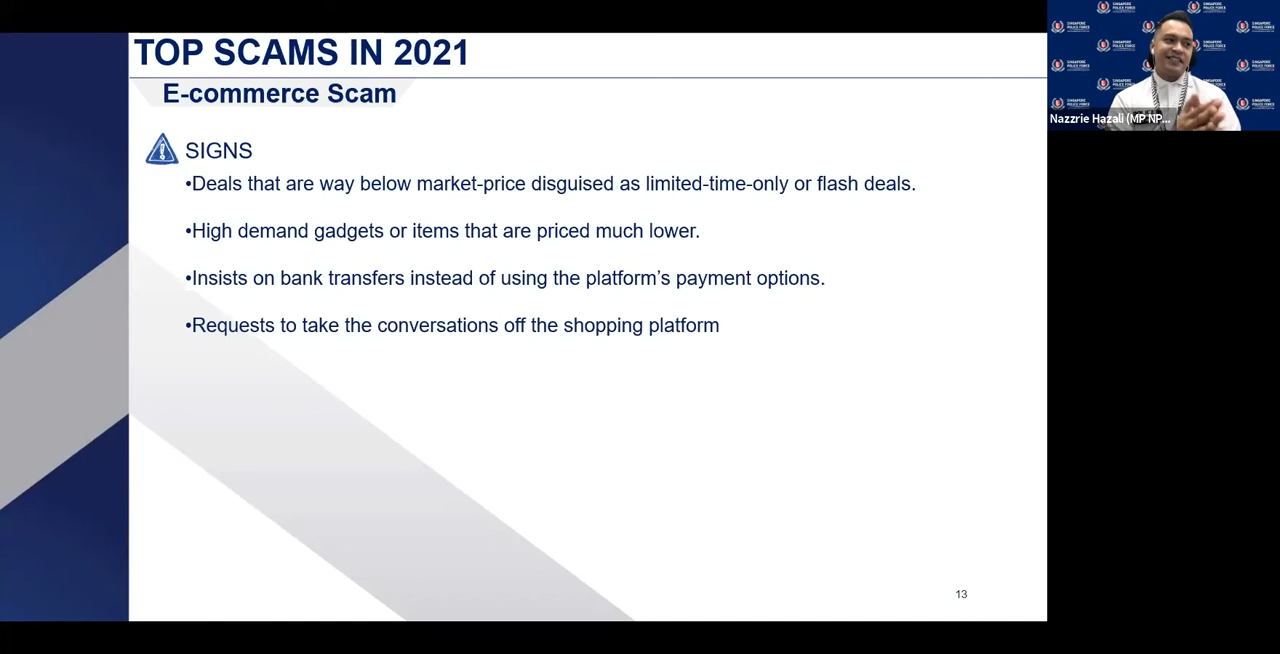 TOP SCAMS IN 2021
E-commerce Scam
SIGNS
•Deals that are way below market-price disguised as limited-time-only or flash deals.
•High demand gadgets or items that are priced much lower.
•Insists on bank transfers instead of using the platform’s payment options.
•Requests to take the conversations off the shopping platform
13
Nazzrie Hazali (MP NP...
SINGAPORE
POLICE FORCE